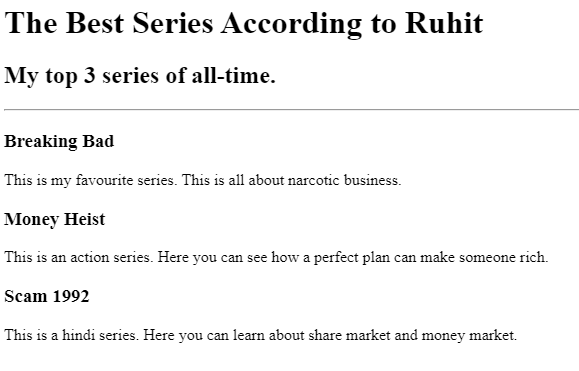 The Best Series According to Ruhit
My top 3 series of all-time.
Breaking Bad
This is my favourite series. This is all about narcotic business.
Money Heist
This is an action series. Here you can see how a perfect plan can make someone rich.
Scam 1992
This is a hindi series. Here you can learn about share market and money market.